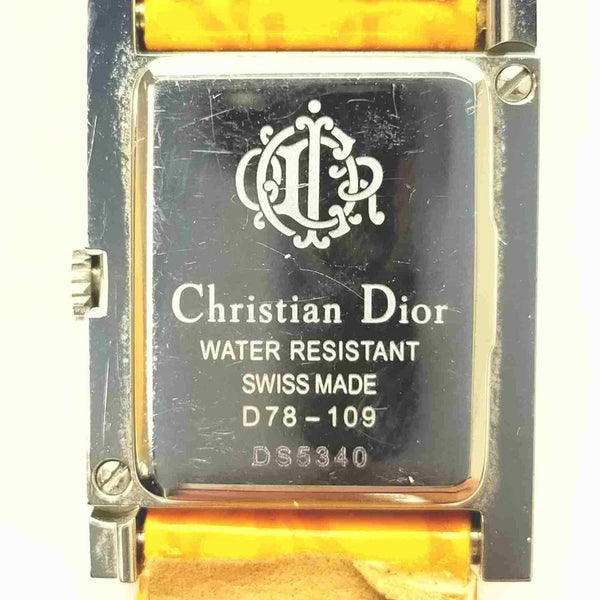 Christian Dior
WATER RESISTANT
SWISS MADE
D78-109
DS5340